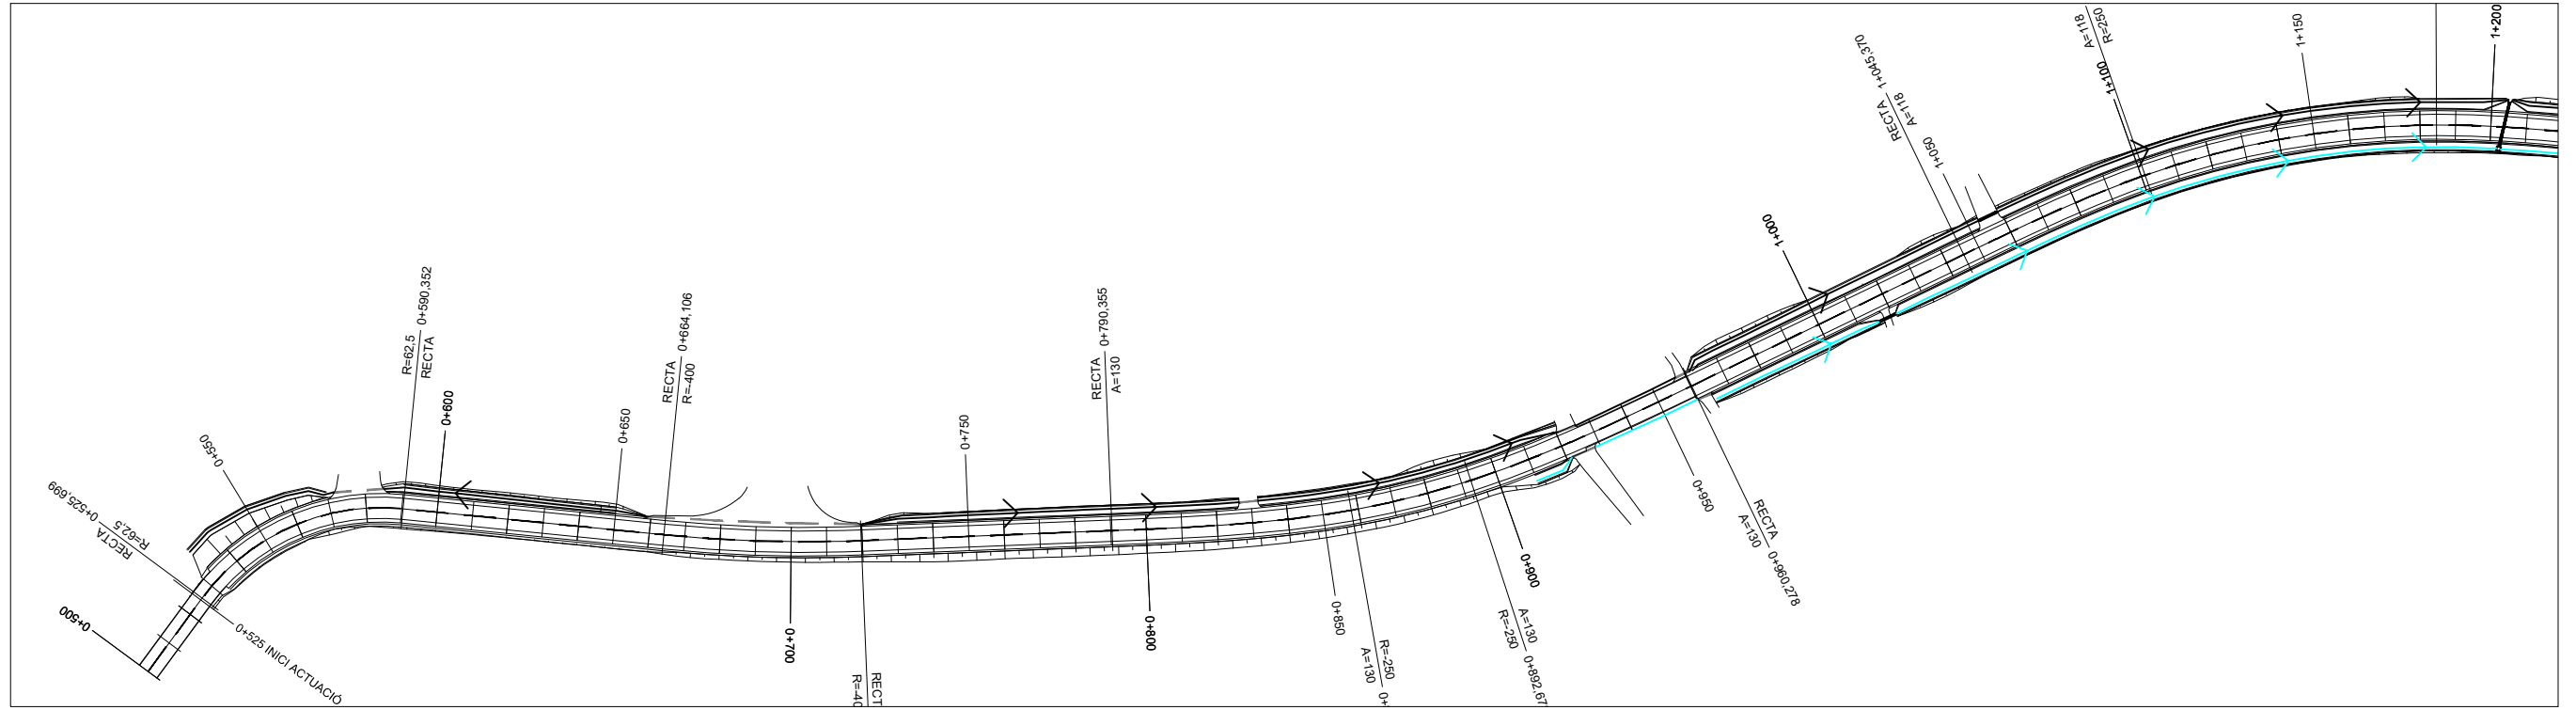 0+500
RECTA
0+525,699
R=62,5
0+525 INICI ACTUACIÓ
0+550
R=62,5
0+590,352
RECTA
0+600
0+650
RECTA
0+664,106
R=-400
0+700
RECT
R=-40
0+750
RECTA
0+790,355
A=130
0+800
0+850
R=-250
A=130
0+
A=130
0+892,67
R=-250
0+900
0+950
RECTA
0+960,278
A=130
1+000
RECTA
1+045,370
A=118
1+050
A=118
R=-250
1+100
1+150
1+200